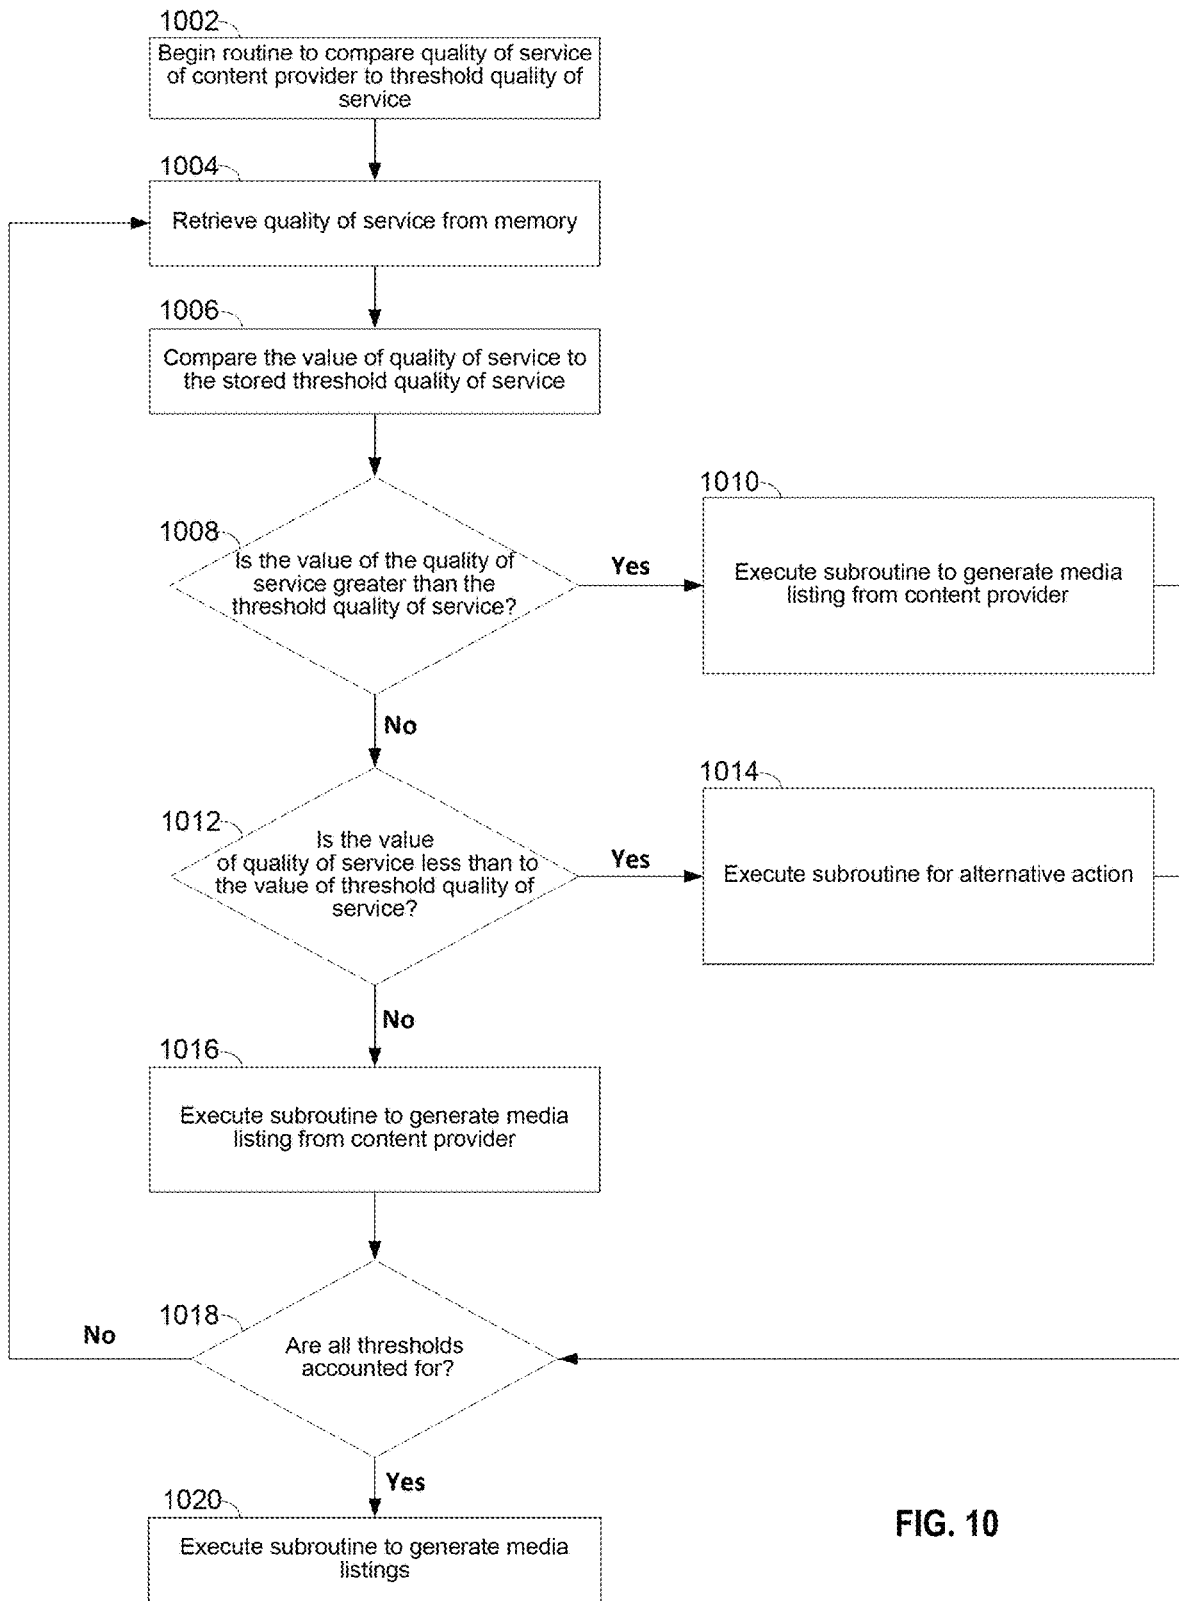 1002
Begin routine to compare quality of service
of content provider to threshold quality of
service
1004
Retrieve quality of service from memory
1006
Compare the value of quality of service to
the stored threshold quality of service
1008
Is the value of the quality of
service greater than the
threshold quality of service?
Yes
1010
Execute subroutine to generate media
listing from content provider
No
1012
Is the value
of quality of service less than to
the value of threshold quality of
service?
Yes
1014
Execute subroutine for alternative action
No
1016
Execute subroutine to generate media
listing from content provider
1018
Are all thresholds
accounted for?
No
Yes
1020
Execute subroutine to generate media
listings
FIG. 10